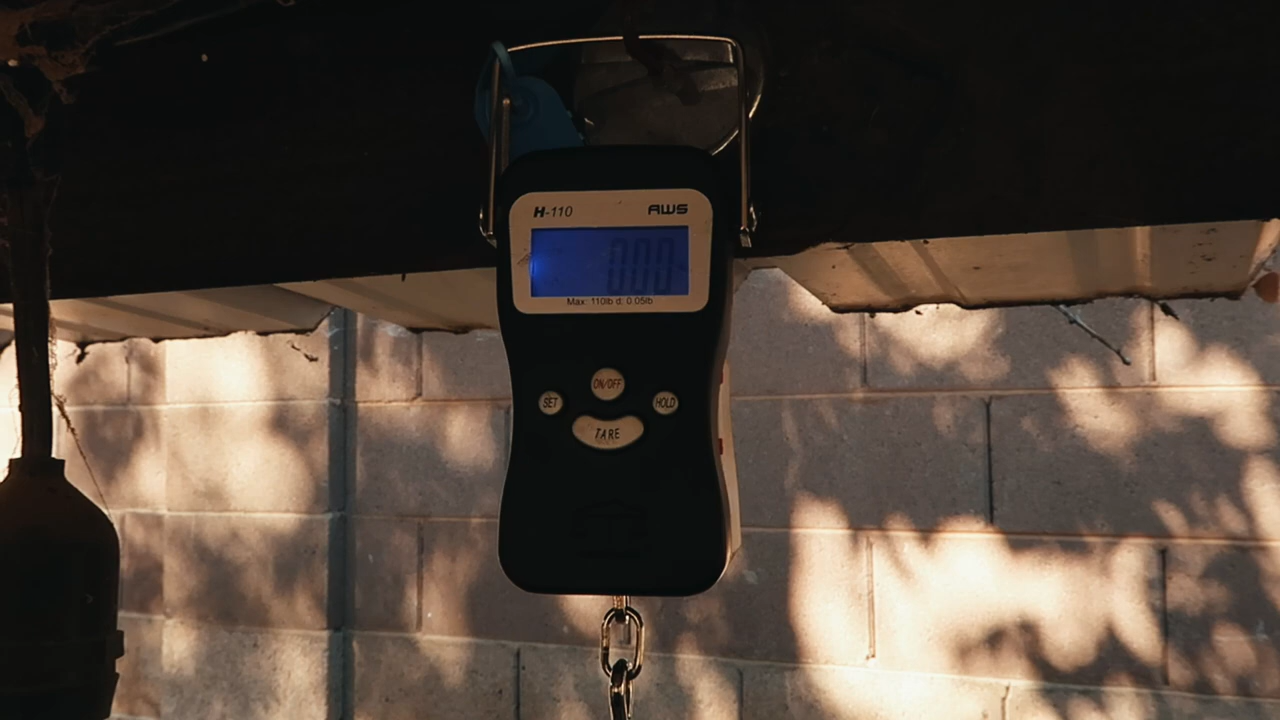 H-110 AWS
0.00
Max: 110lb d: 0.05lb
ON/OFF
SET HOLD
TARE